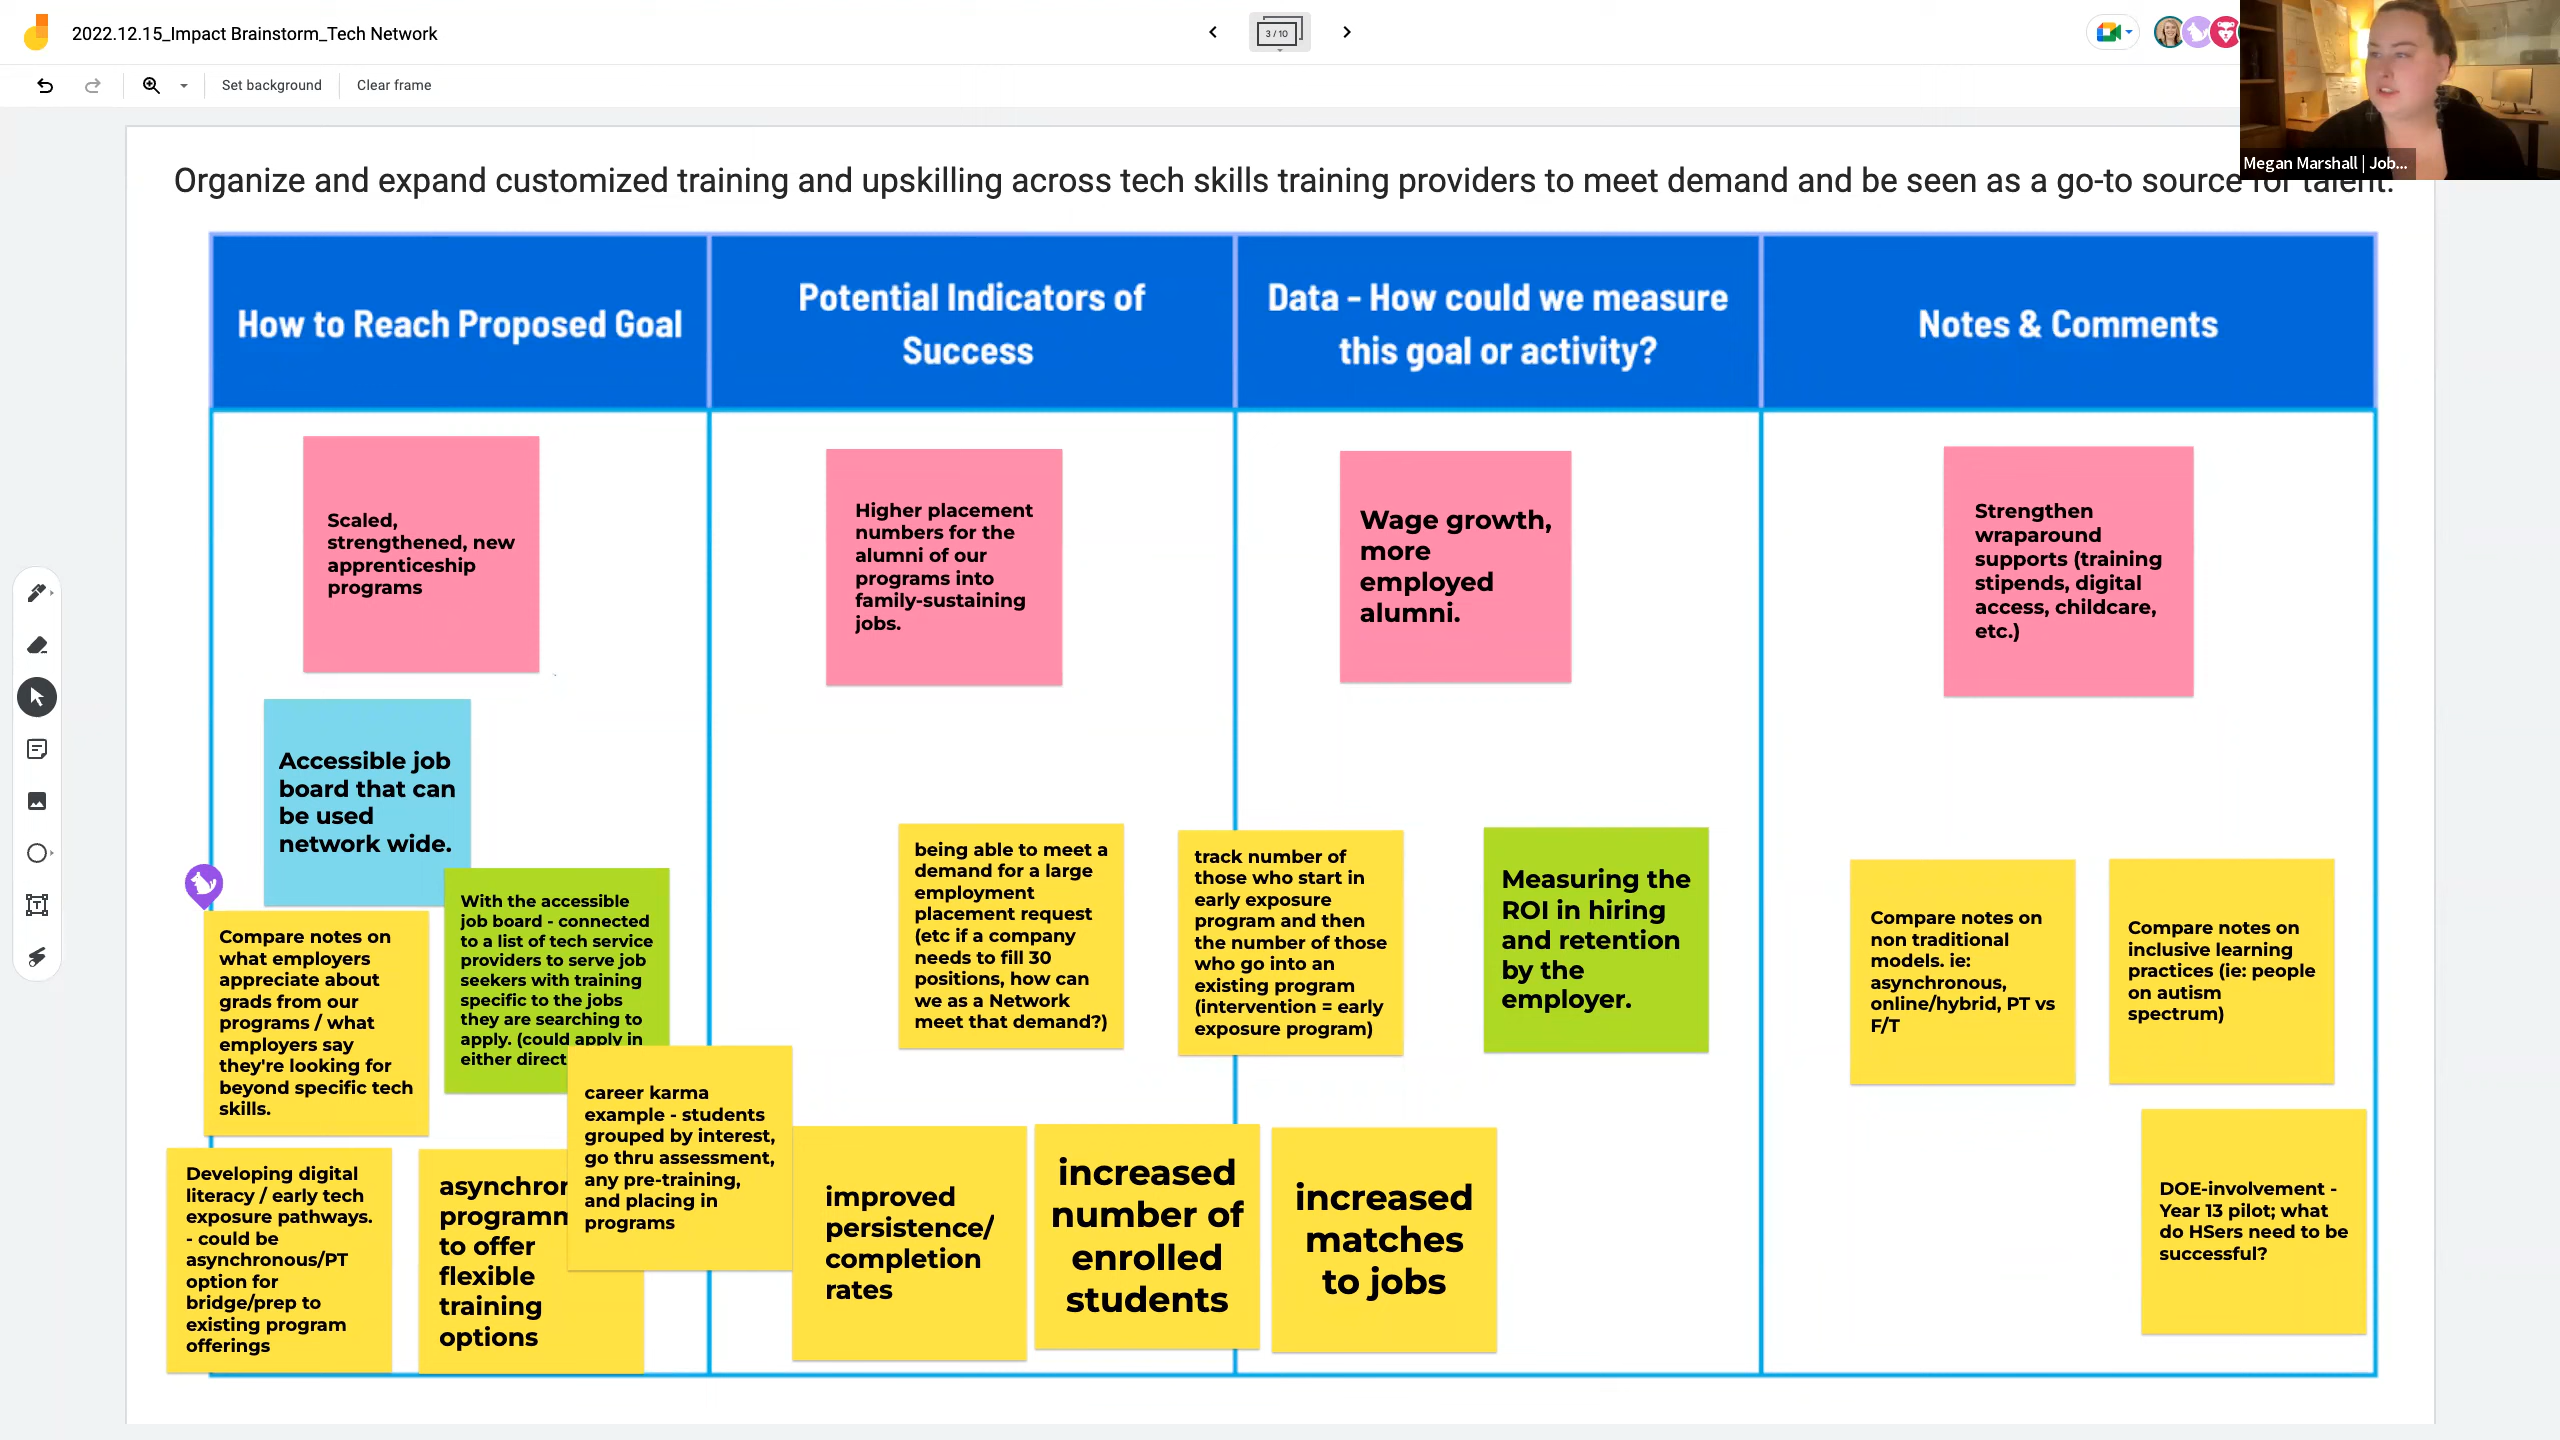 2022.12.15_Impact Brainstorm_Tech Network
3 / 10
Set background
Clear frame
Megan Marshall | Job...
Organize and expand customized training and upskilling across tech skills training providers to meet demand and be seen as a go-to source for talent.
How to Reach Proposed Goal
Potential Indicators of
Success
Data - How could we measure
this goal or activity?
Notes & Comments
Scaled,
strengthened, new
apprenticeship
programs
Higher placement
numbers for the
alumni of our
programs into
family-sustaining
jobs.
Wage growth,
more
employed
alumni.
Strengthen
wraparound
supports (training
stipends, digital
access, childcare,
etc.)
Accessible job
board that can
be used
network wide.
With the accessible
job board - connected
to a list of tech service
providers to serve job
seekers with training
specific to the jobs
they are searching to
apply. (could apply in
either direct
Compare notes on
what employers
appreciate about
grads from our
programs / what
employers say
they're looking for
beyond specific tech
skills.
career karma
example - students
grouped by interest,
go thru assessment,
any pre-training,
and placing in
programs
Developing digital
literacy / early tech
exposure pathways.
- could be
asynchronous/PT
option for
bridge/prep to
existing program
offerings
to offer
flexible
training
options
being able to meet a
demand for a large
employment
placement request
(etc if a company
needs to fill 30
positions, how can
we as a Network
meet that demand?)
track number of
those who start in
early exposure
program and then
the number of those
who go into an
existing program
(intervention = early
exposure program)
Measuring the
ROI in hiring
and retention
by the
employer.
Compare notes on
non traditional
models. ie:
asynchronous,
online/hybrid, PT vs
F/T
Compare notes on
inclusive learning
practices (ie: people
on autism
spectrum)
improved
persistence/
completion
rates
increased
number of
enrolled
students
increased
matches
to jobs
DOE-involvement -
Year 13 pilot; what
do HSers need to be
successful?